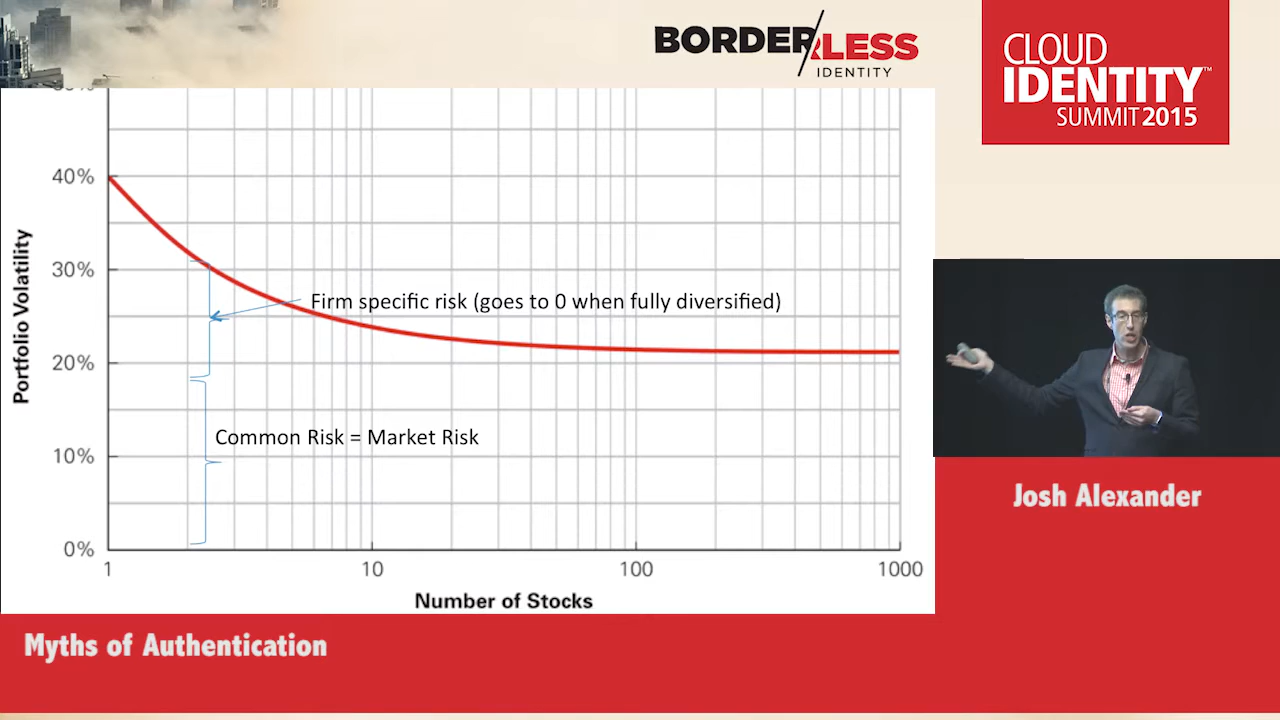 BORDERLESS
IDENTITY
CLOUD
IDENTITY™
SUMMIT 2015
40%
30%
20%
10%
0%
Portfolio Volatility
Firm specific risk (goes to 0 when fully diversified)
Common Risk = Market Risk
1
10
100
1000
Number of Stocks
Josh Alexander
Myths of Authentication